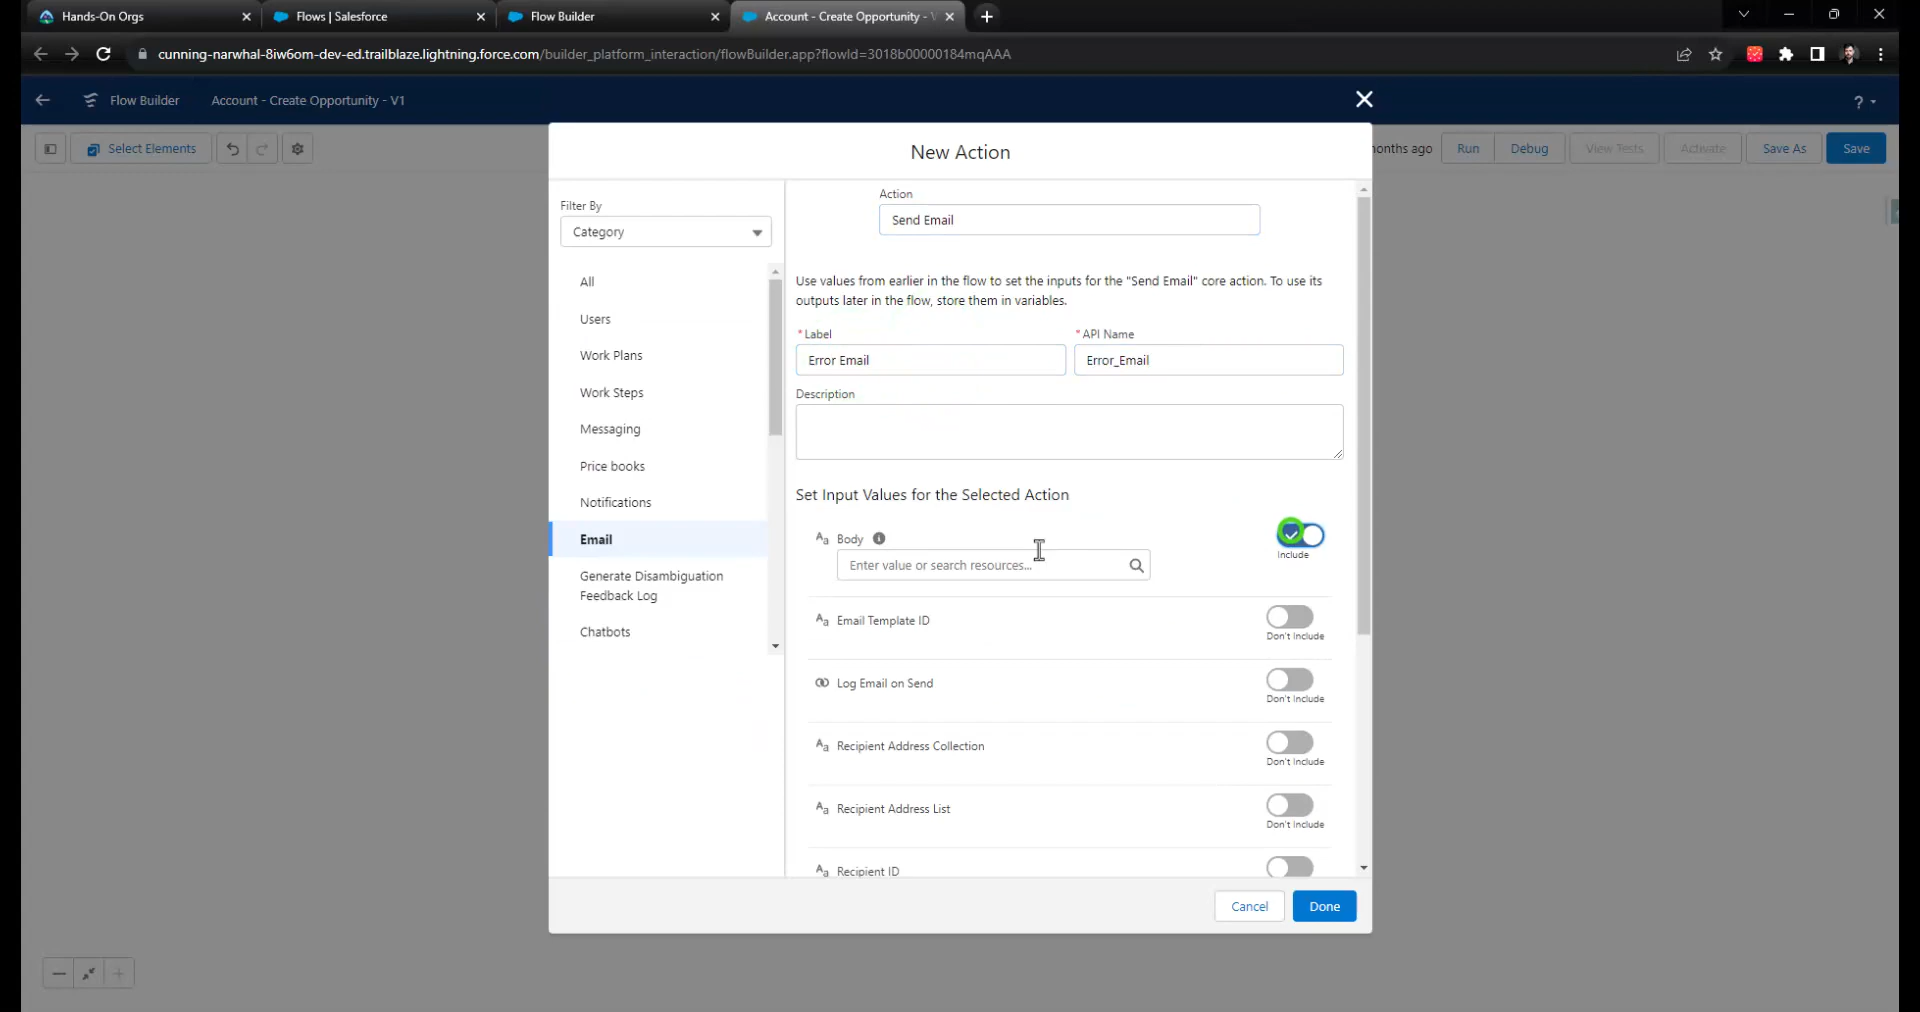 Hands-On Orgs
Flows | Salesforce
Flow Builder
Account - Create Opportunity - V
cunning-narwhal-8iw6om-dev-ed.trailblaze.lightning.force.com/builder_platform_interaction/flowBuilder.app?flowId=3018b00000184mqAAA
Flow Builder
Account - Create Opportunity - V1
?
Select Elements
months ago
Run
Debug
View Tests
Activate
Save As
Save
New Action
Filter By
Category
All
Users
Work Plans
Work Steps
Messaging
Price books
Notifications
Email
Generate Disambiguation
Feedback Log
Chatbots
Action
Send Email
Use values from earlier in the flow to set the inputs for the "Send Email" core action. To use its
outputs later in the flow, store them in variables.
* Label
* API Name
Error Email
Error_Email
Description
Set Input Values for the Selected Action
Aa Body
Include
Enter value or search resources...
Aa Email Template ID
Don't Include
Log Email on Send
Don't Include
Aa Recipient Address Collection
Don't Include
Aa Recipient Address List
Don't Include
Aa Recipient ID
Cancel
Done